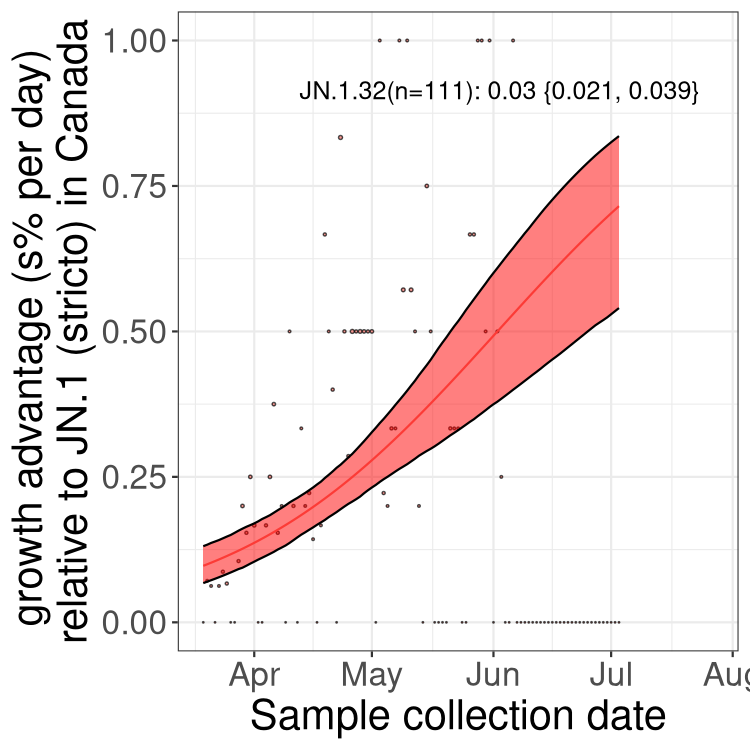 growth advantage (s% per day)
relative to JN.1 (stricto) in Canada
1.00
0.75
0.50
0.25
0.00
JN.1.32(n=111): 0.03 {0.021, 0.039}
Apr May Jun Jul Aug
Sample collection date